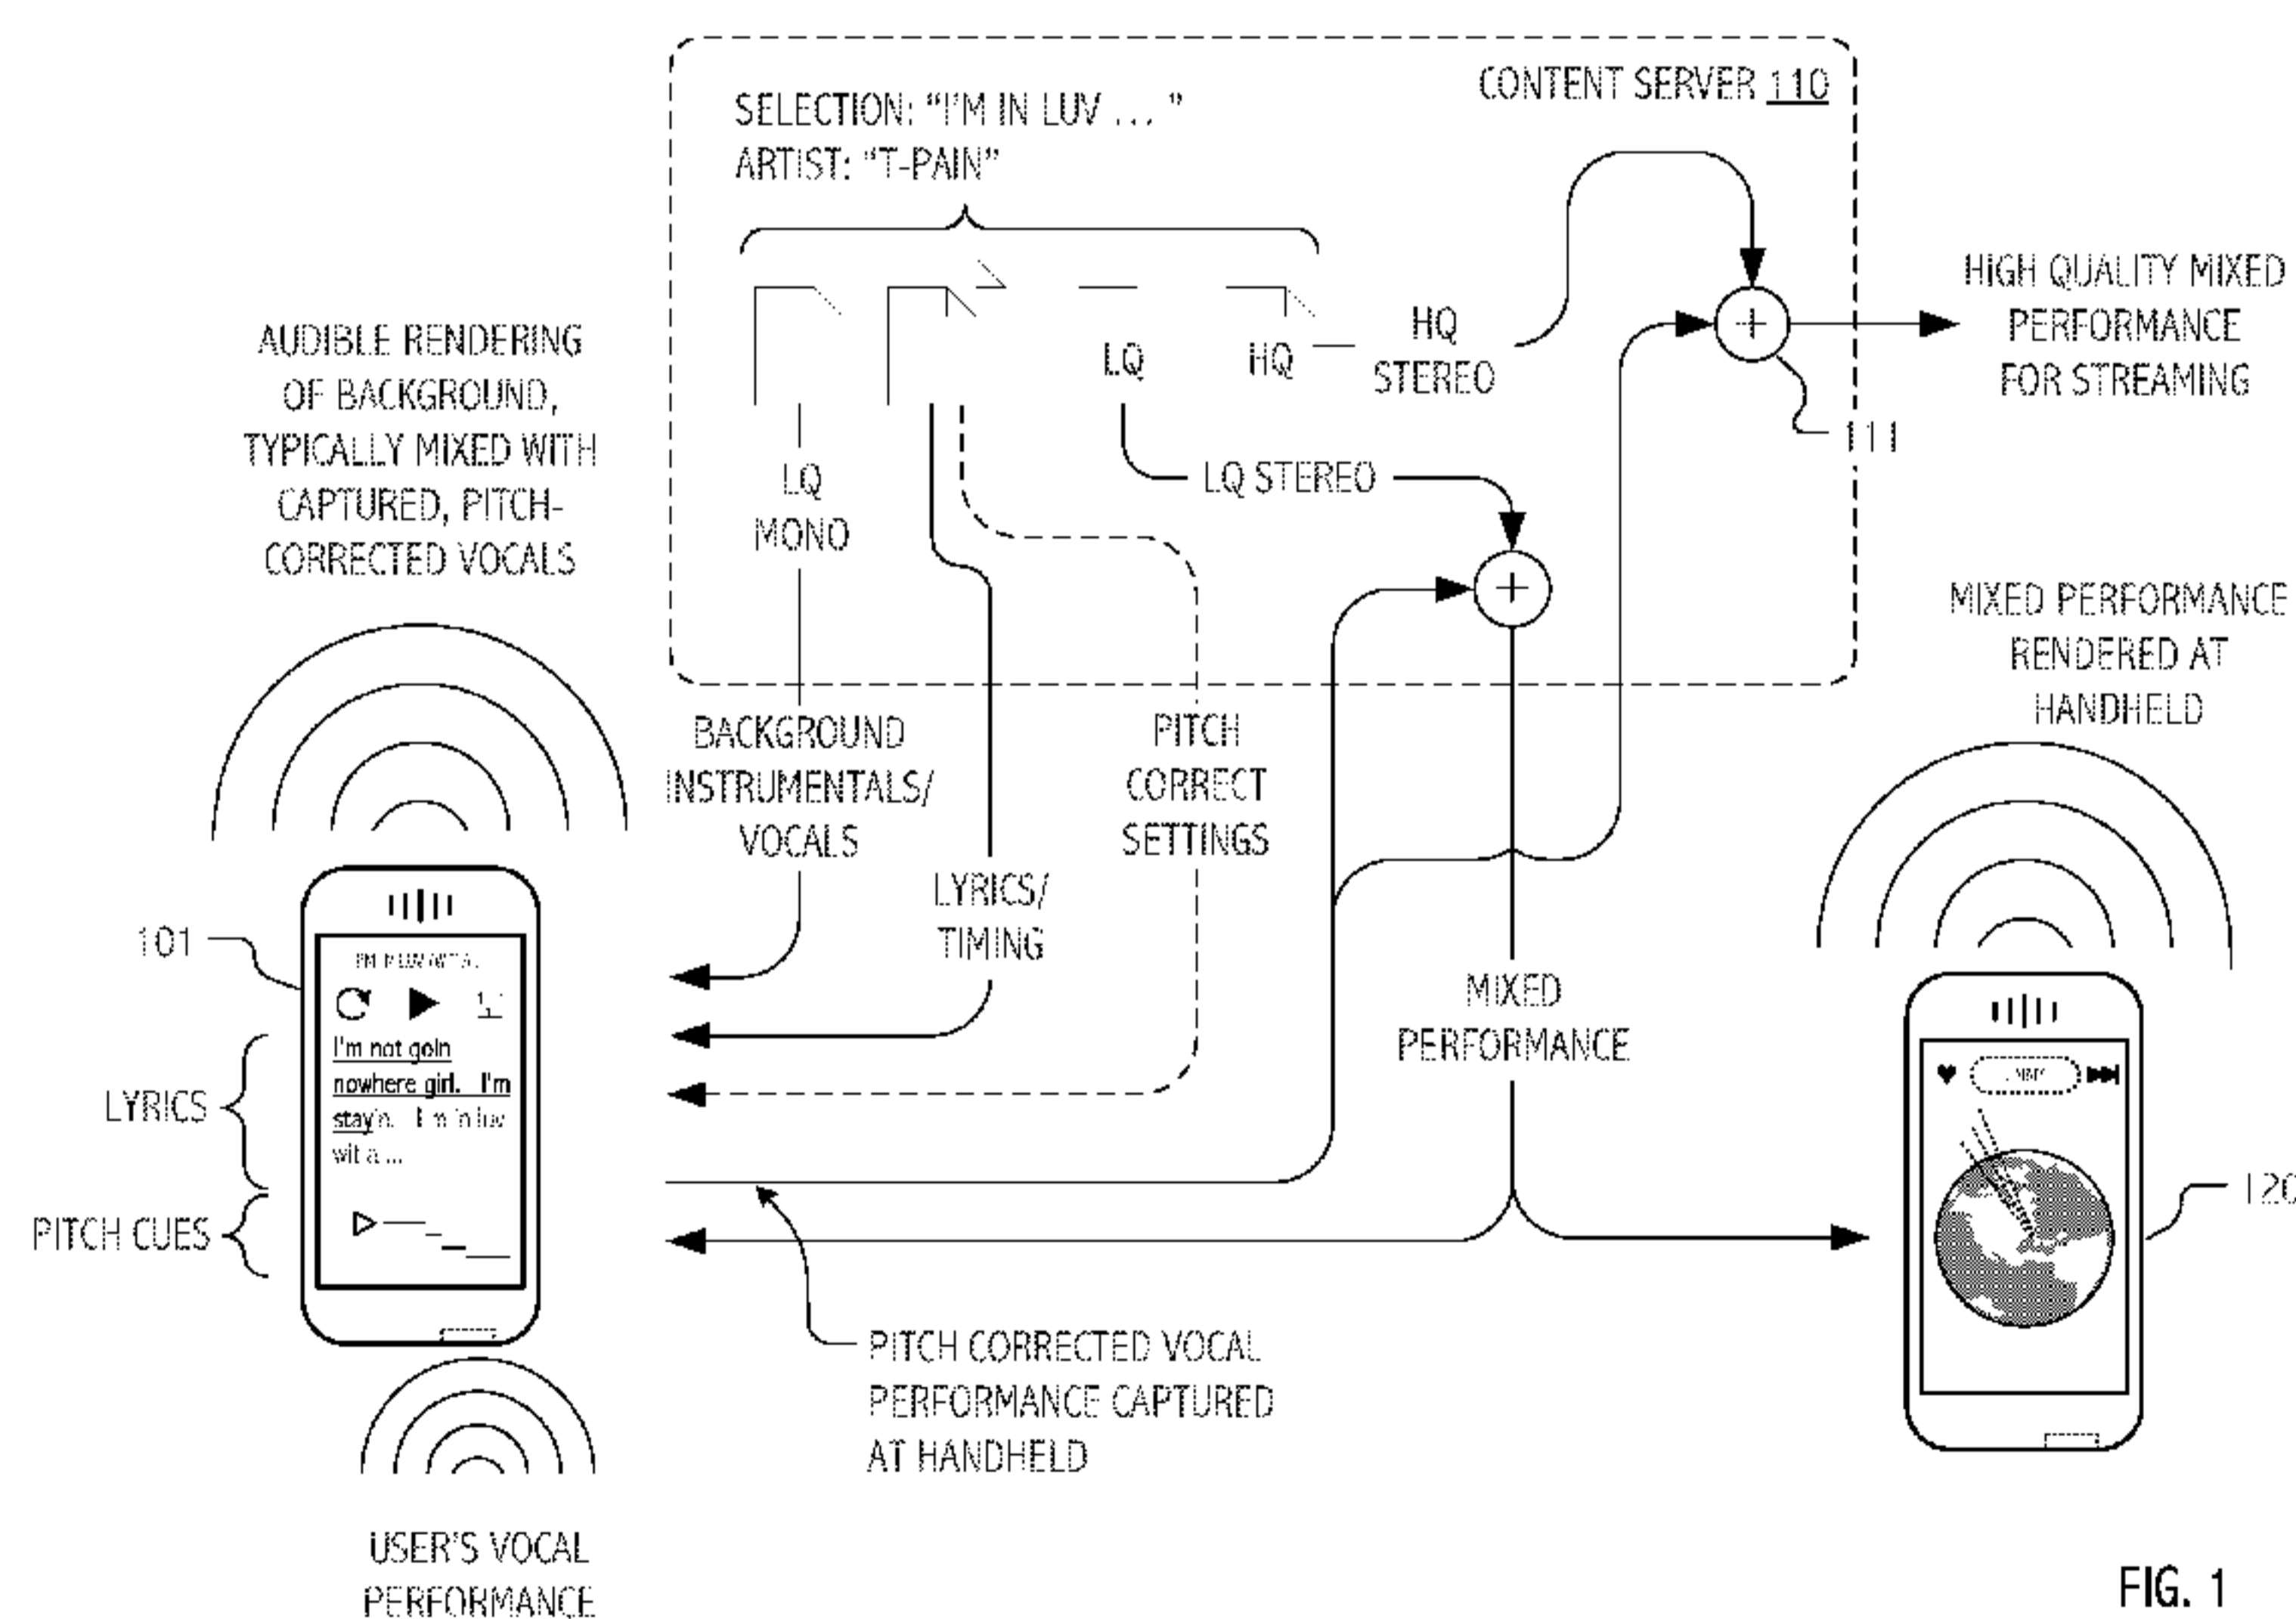 CONTENT SERVER 110
SELECTION: "I'M IN LUV ... "
ARTIST: "T-PAIN"
HIGH QUALITY MIXED
PERFORMANCE
FOR STREAMING
HQ
STEREO
LQ
HQ
111
AUDIBLE RENDERING
OF BACKGROUND,
TYPICALLY MIXED WITH
CAPTURED, PITCH-
CORRECTED VOCALS
LQ
MONO
LQ STEREO
MIXED PERFORMANCE
RENDERED AT
HANDHELD
BACKGROUND
INSTRUMENTALS/
VOCALS
PITCH
CORRECT
SETTINGS
LYRICS/
TIMING
101
MIXED
PERFORMANCE
I'm not goin
nowhere girl. I'm
stay'n. I'm in luv
wit a ...
LYRICS
PITCH CUES
120
PITCH CORRECTED VOCAL
PERFORMANCE CAPTURED
AT HANDHELD
USER'S VOCAL
PERFORMANCE
FIG. 1